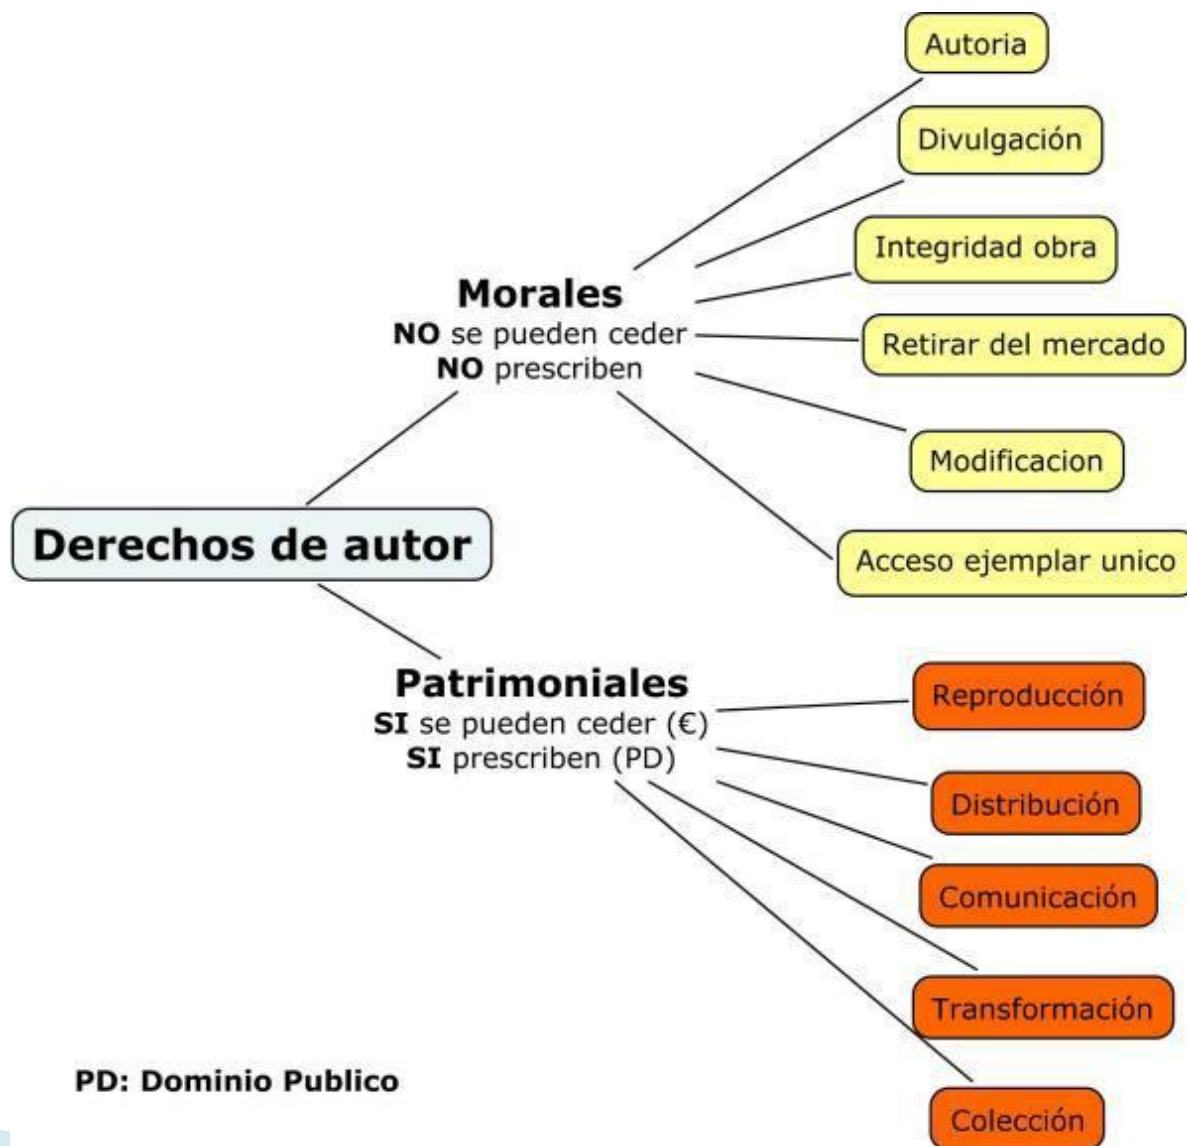 Autoria
Divulgación
Integridad obra
Morales
NO se pueden ceder
NO prescriben
Retirar del mercado
Modificacion
Derechos de autor
Acceso ejemplar unico
Patrimoniales
SI se pueden ceder (€)
SI prescriben (PD)
Reproducción
Distribución
Comunicación
Transformación
PD: Dominio Publico
Colección